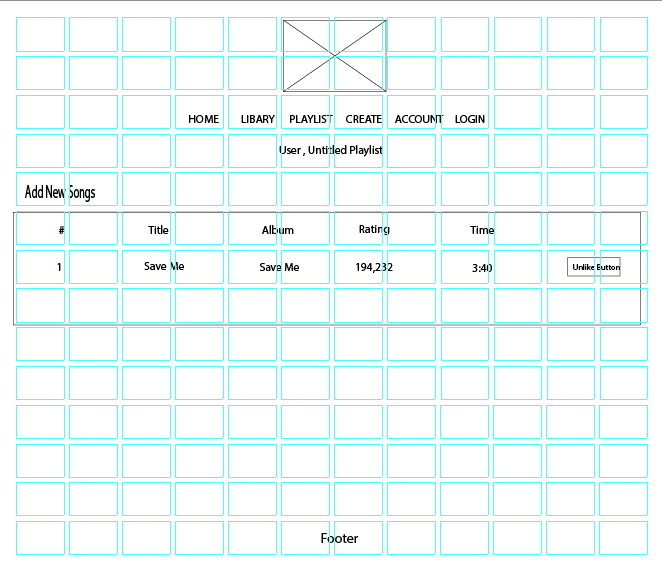 HOME LIBARY PLAYLIST CREATE ACCOUNT LOGIN
User , Untitled Playlist
Add New Songs
# Title Album Rating Time
1 Save Me Save Me 194,232 3:40 Unlike Button
Footer